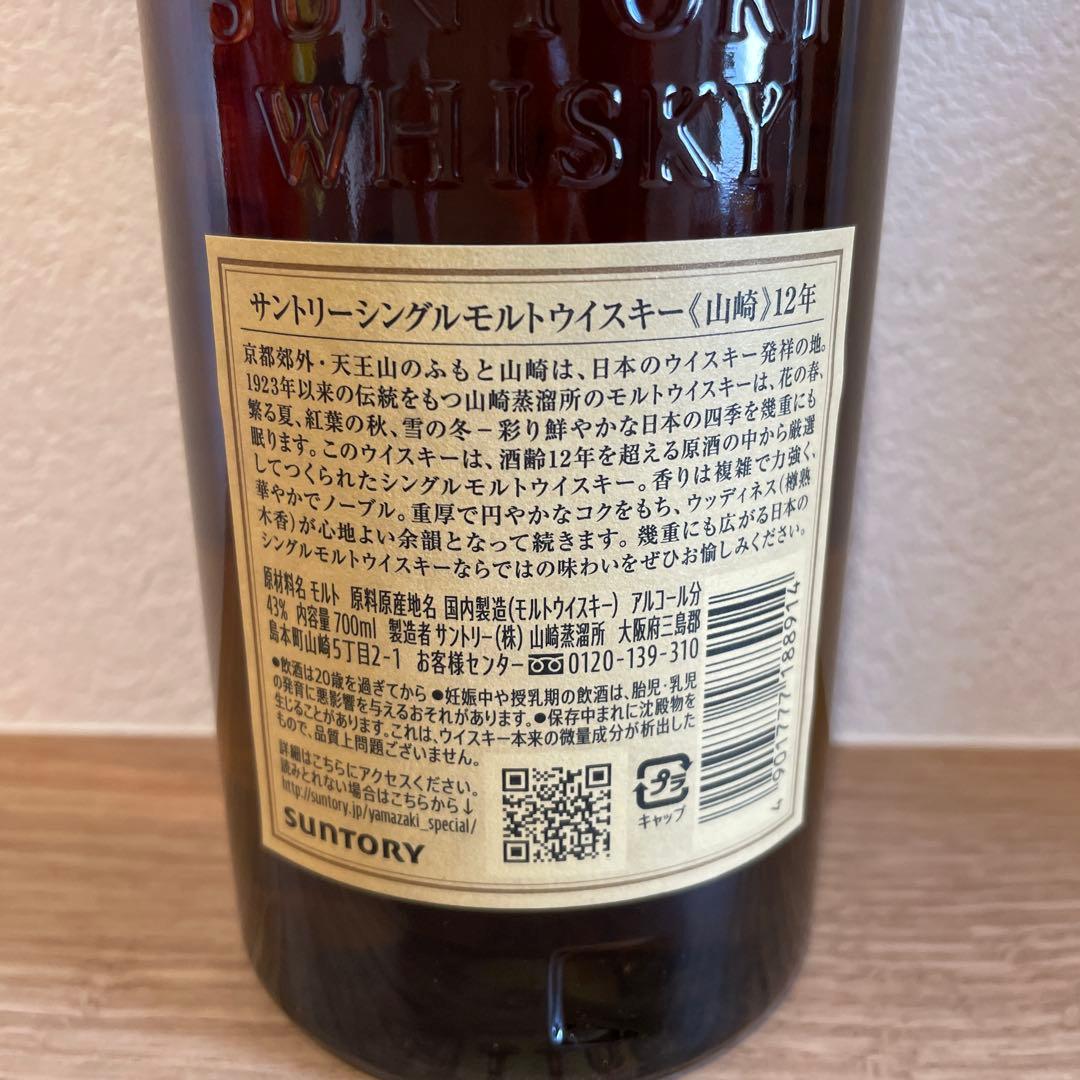 SUNTORY
WHISKY
サントリーシングルモルトウイスキー《山崎》12年
京都郊外・天王山のふもと山崎は、日本のウイスキー発祥の地。
1923年以来の伝統をもつ山崎蒸溜所のモルトウイスキーは、花の春、
繁る夏、紅葉の秋、雪の冬－彩り鮮やかな日本の四季を幾重にも
眠ります。このウイスキーは、酒齢12年を超える原酒の中から厳選
してつくられたシングルモルトウイスキー。香りは複雑で力強く、
華やかでノーブル。重厚で円やかなコクをもち、ウッディネス(樽熟
木香)が心地よい余韻となって続きます。幾重にも広がる日本の
シングルモルトウイスキーならではの味わいをぜひお愉しみください。
原材料名 モルト 原料原産地名 国内製造(モルトウイスキー) アルコール分
43% 内容量700ml 製造者 サントリー(株) 山崎蒸溜所 大阪府三島郡
島本町山崎5丁目2-1 お客様センター 0120-139-310
●飲酒は20歳を過ぎてから ●妊娠中や授乳期の飲酒は、胎児・乳児
の発育に悪影響を与えるおそれがあります。●保存中まれに沈殿物を
生じることがあります。これは、ウイスキー本来の微量成分が析出した
もので、品質上問題ございません。
詳細はこちらにアクセスください。
読みとれない場合はこちらから↓
http://suntory.jp/yamazaki_special/
SUNTORY
プラ
キャップ
4 901777 188914